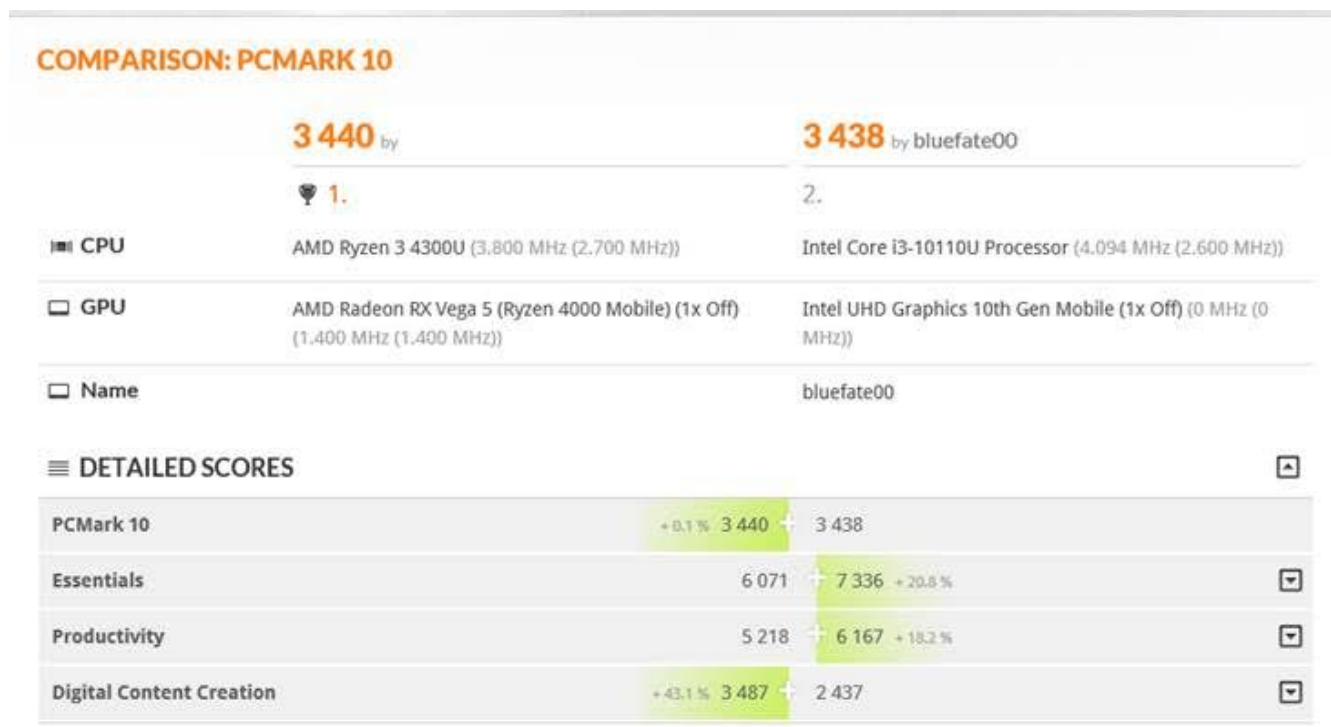 COMPARISON: PCMARK 10
3 440 by
3 438 by bluefate00
1.
2.
CPU
AMD Ryzen 3 4300U (3.800 MHz (2.700 MHz))
Intel Core i3-10110U Processor (4.094 MHz (2.600 MHz))
GPU
AMD Radeon RX Vega 5 (Ryzen 4000 Mobile) (1x Off)
(1.400 MHz (1.400 MHz))
Intel UHD Graphics 10th Gen Mobile (1x Off) (0 MHz (0
MHz))
Name
bluefate00
DETAILED SCORES
PCMark 10 + 0.1 % 3 440 3 438
Essentials 6 071 7 336 + 20.8 %
Productivity 5 218 6 167 + 18.2 %
Digital Content Creation + 43.1 % 3 487 2 437